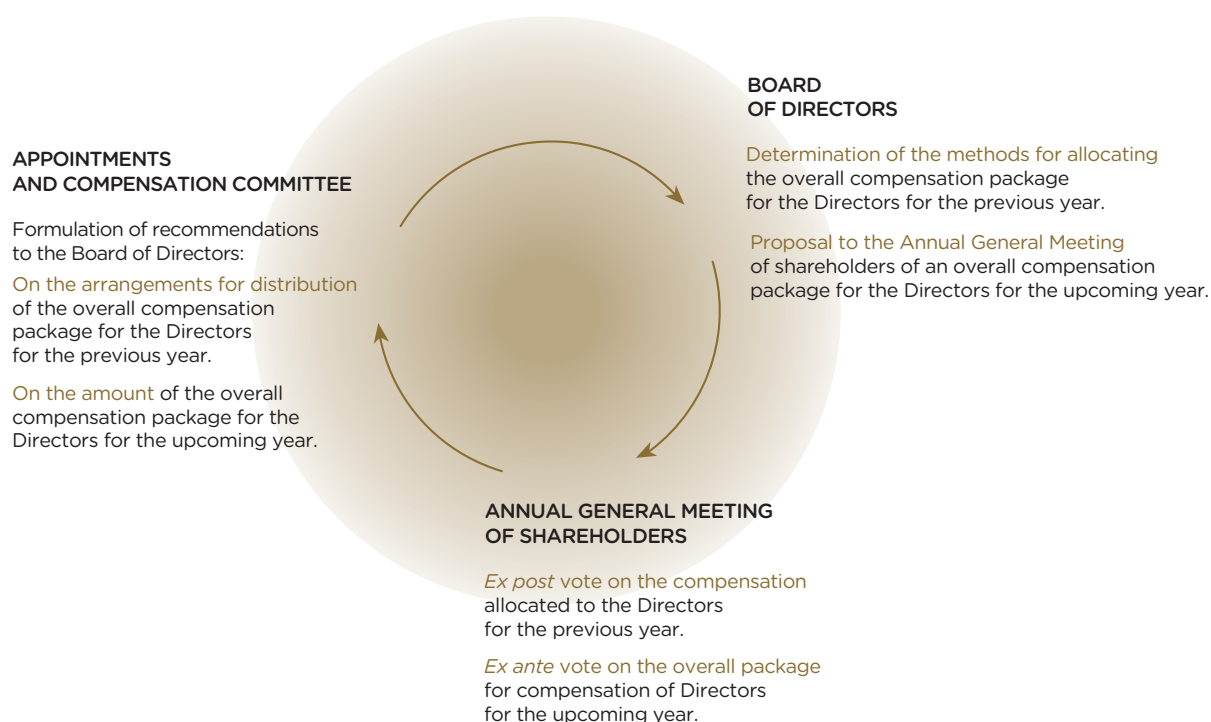 APPOINTMENTS
AND COMPENSATION COMMITTEE
Formulation of recommendations
to the Board of Directors:
On the arrangements for distribution
of the overall compensation
package for the Directors
for the previous year.
On the amount of the overall
compensation package for the
Directors for the upcoming year.
BOARD
OF DIRECTORS
Determination of the methods for allocating
the overall compensation package
for the Directors for the previous year.
Proposal to the Annual General Meeting
of shareholders of an overall compensation
package for the Directors for the upcoming year.
ANNUAL GENERAL MEETING
OF SHAREHOLDERS
Ex post vote on the compensation
allocated to the Directors
for the previous year.
Ex ante vote on the overall package
for compensation of Directors
for the upcoming year.